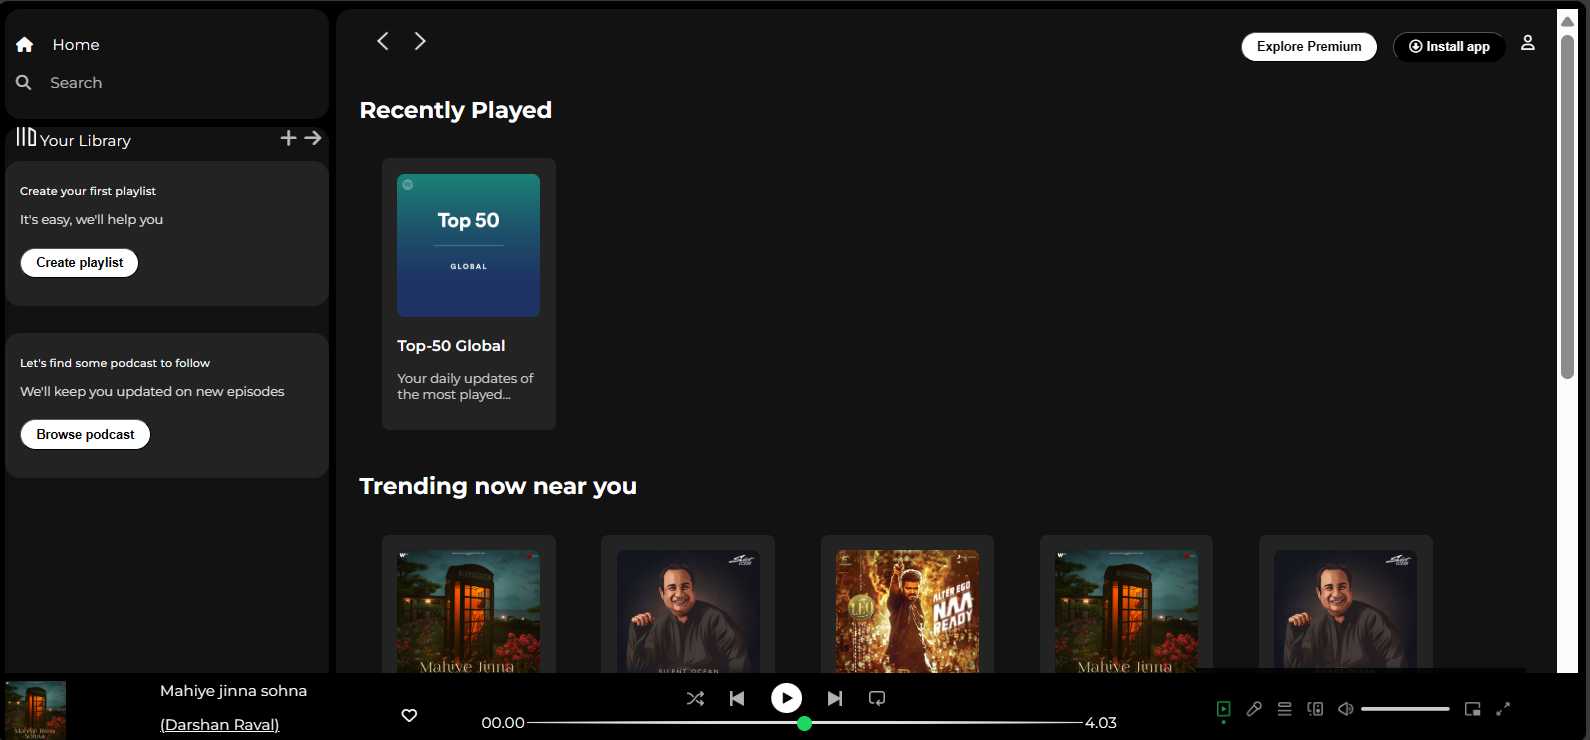 Home
Search
Your Library
Create your first playlist
It's easy, we'll help you
Create playlist
Let's find some podcast to follow
We'll keep you updated on new episodes
Browse podcast
Explore Premium
Install app
Recently Played
Top 50
GLOBAL
Top-50 Global
Your daily updates of
the most played...
Trending now near you
Mahiye Jinna
SILENT OCEAN
LEO
ALTER EGO
NAA
READY
Mahiye Jinna
SILENT OCEAN
Mahiye Jinna
Sohna
Mahiye jinna sohna
(Darshan Raval)
00.00
4.03